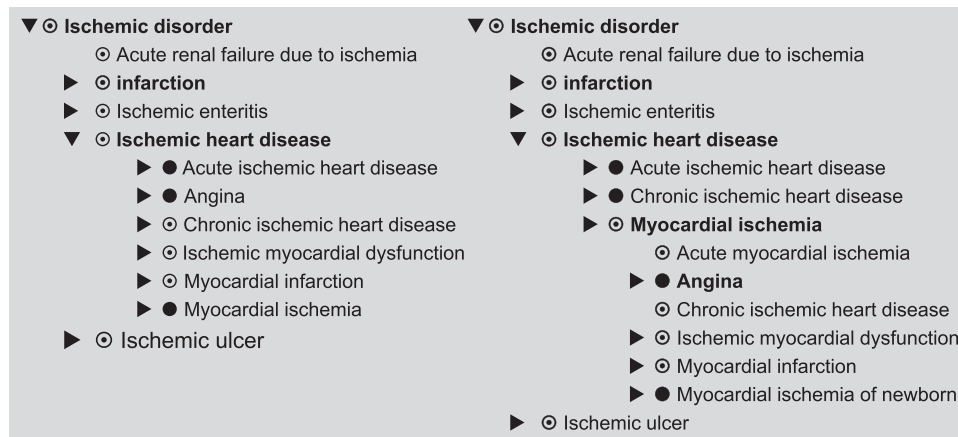 Ischemic disorder
Acute renal failure due to ischemia
infarction
Ischemic enteritis
Ischemic heart disease
Acute ischemic heart disease
Angina
Chronic ischemic heart disease
Ischemic myocardial dysfunction
Myocardial infarction
Myocardial ischemia
Ischemic ulcer
Ischemic disorder
Acute renal failure due to ischemia
infarction
Ischemic enteritis
Ischemic heart disease
Acute ischemic heart disease
Chronic ischemic heart disease
Myocardial ischemia
Acute myocardial ischemia
Angina
Chronic ischemic heart disease
Ischemic myocardial dysfunction
Myocardial infarction
Myocardial ischemia of newborn
Ischemic ulcer